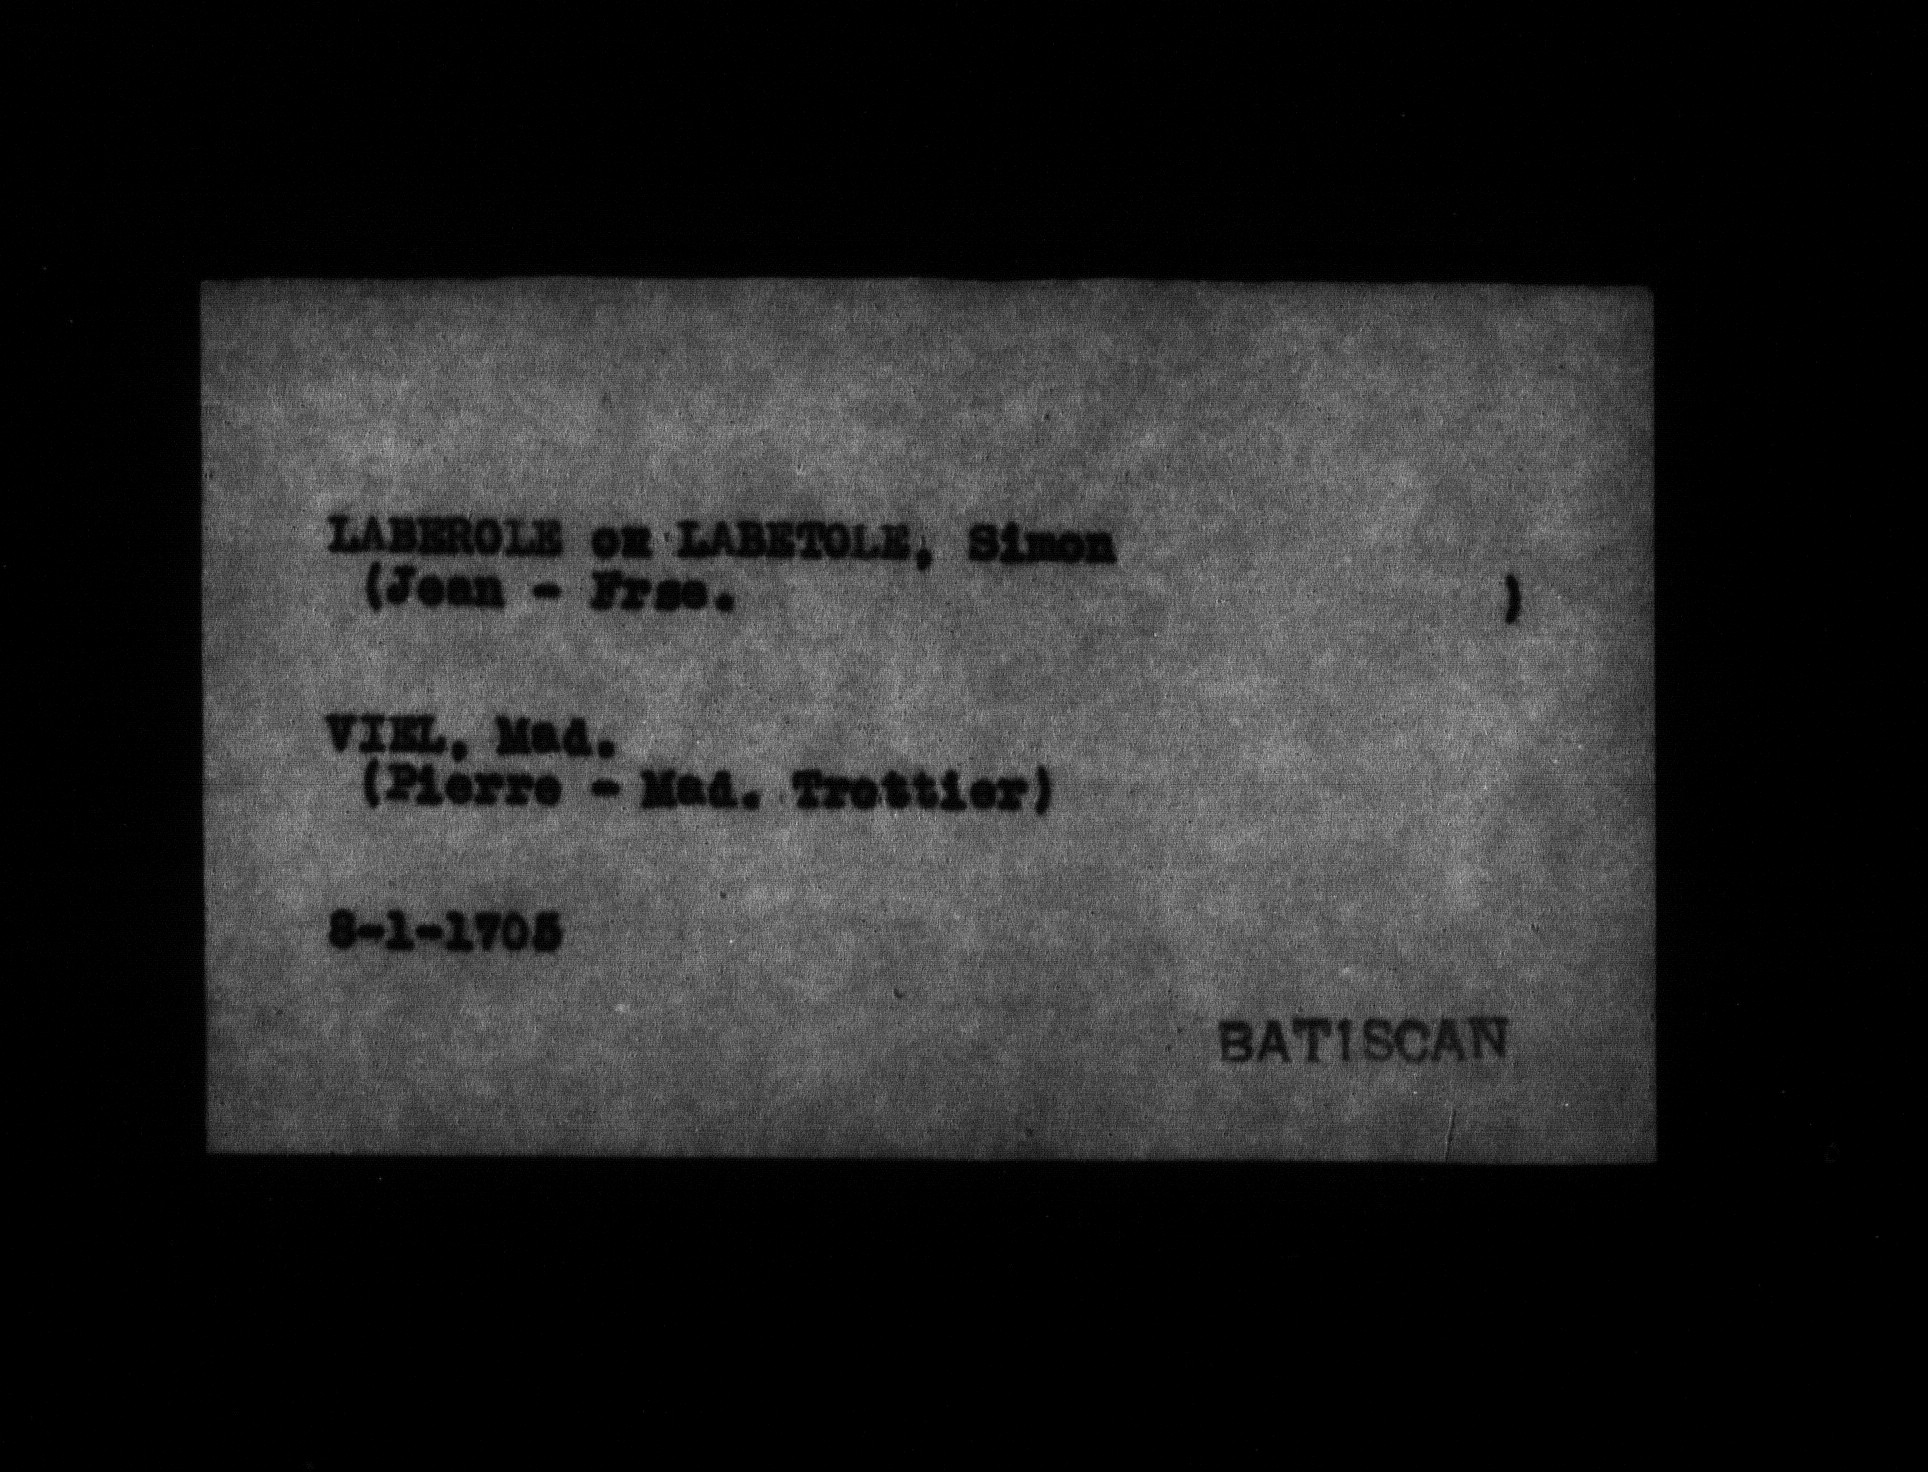 LABEROLE or LABETOLE, Simon
(Jean - Frse. )
VIEL, Mad.
(Pierre - Mad. Trottier)
8-1-1705
BATISCAN